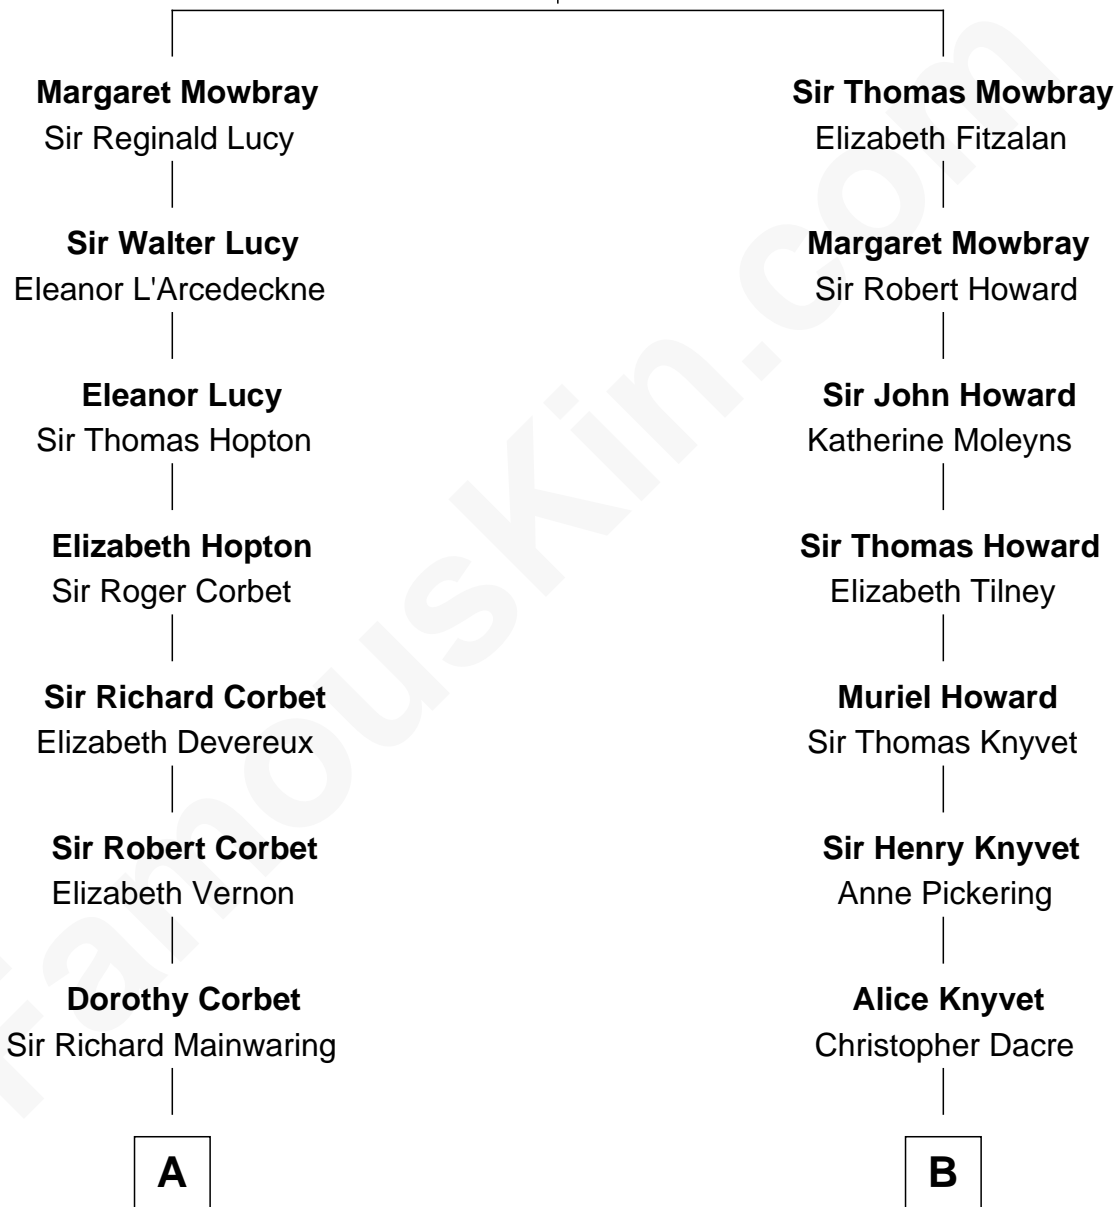 Margaret Mowbray
Sir Reginald Lucy
Sir Walter Lucy
Eleanor L'Arcedeckne
Eleanor Lucy
Sir Thomas Hopton
Elizabeth Hopton
Sir Roger Corbet
Sir Richard Corbet
Elizabeth Devereux
Sir Robert Corbet
Elizabeth Vernon
Dorothy Corbet
Sir Richard Mainwaring
A
Sir Thomas Mowbray
Elizabeth Fitzalan
Margaret Mowbray
Sir Robert Howard
Sir John Howard
Katherine Moleyns
Sir Thomas Howard
Elizabeth Tilney
Muriel Howard
Sir Thomas Knyvet
Sir Henry Knyvet
Anne Pickering
Alice Knyvet
Christopher Dacre
B
FamousKin.com